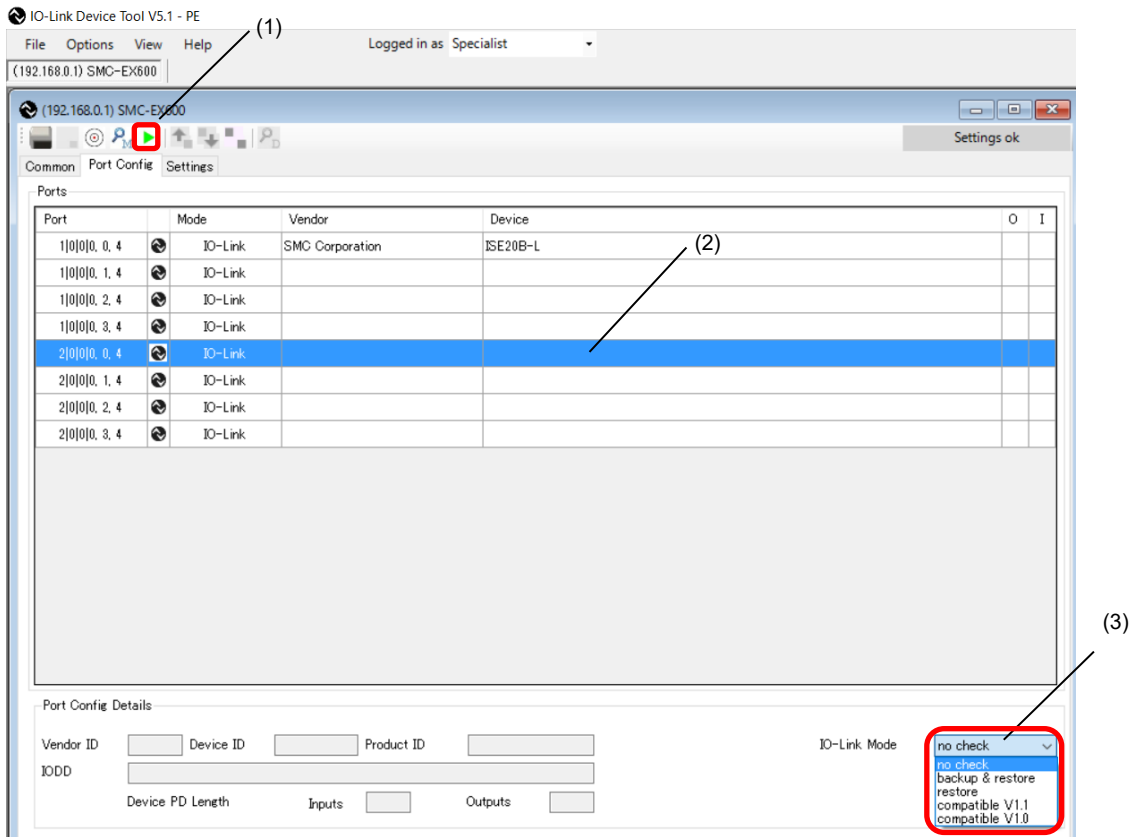 IO-Link Device Tool V5.1 - PE
(1)
File Options View Help Logged in as Specialist
(192.168.0.1) SMC-EX600
(192.168.0.1) SMC-EX600
M D Settings ok
Common Port Config Settings
Ports
Port Mode Vendor Device O I
1|0|0|0, 0, 4 IO-Link SMC Corporation ISE20B-L
(2)
1|0|0|0, 1, 4 IO-Link
1|0|0|0, 2, 4 IO-Link
1|0|0|0, 3, 4 IO-Link
2|0|0|0, 0, 4 IO-Link
2|0|0|0, 1, 4 IO-Link
2|0|0|0, 2, 4 IO-Link
2|0|0|0, 3, 4 IO-Link
(3)
Port Config Details
Vendor ID Device ID Product ID IO-Link Mode no check
no check
IODD backup & restore
restore
Device PD Length Inputs Outputs compatible V1.1
compatible V1.0